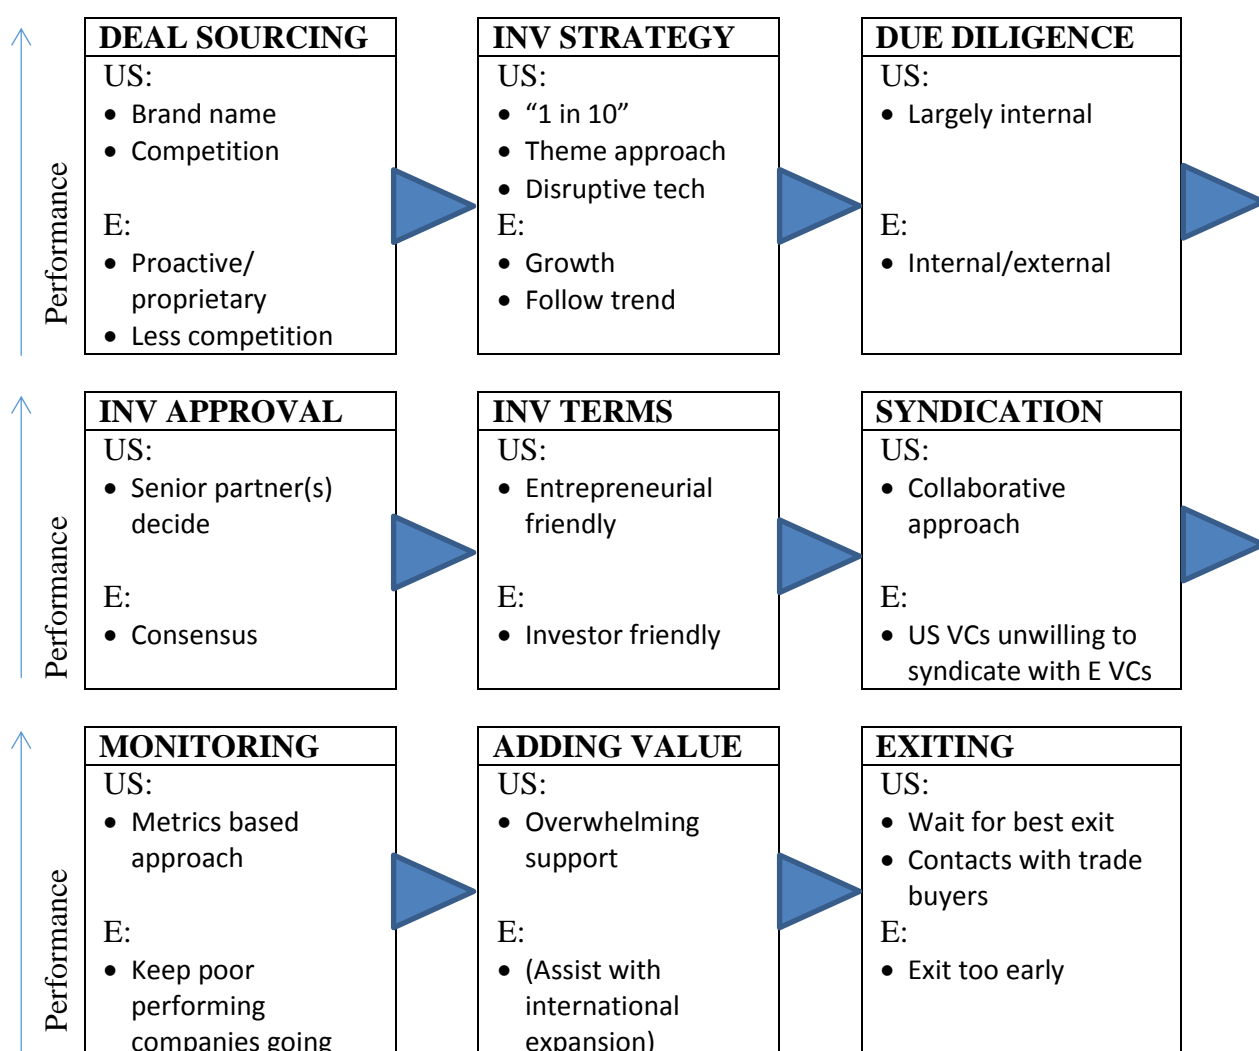 Performance
DEAL SOURCING
US:
• Brand name
• Competition
E:
• Proactive/
proprietary
• Less competition
INV STRATEGY
US:
• “1 in 10”
• Theme approach
• Disruptive tech
E:
• Growth
• Follow trend
DUE DILIGENCE
US:
• Largely internal
E:
• Internal/external
Performance
INV APPROVAL
US:
• Senior partner(s)
decide
E:
• Consensus
INV TERMS
US:
• Entrepreneurial
friendly
E:
• Investor friendly
SYNDICATION
US:
• Collaborative
approach
E:
• US VCs unwilling to
syndicate with E VCs
Performance
MONITORING
US:
• Metrics based
approach
E:
• Keep poor
performing
companies going
ADDING VALUE
US:
• Overwhelming
support
E:
• (Assist with
international
expansion)
EXITING
US:
• Wait for best exit
• Contacts with trade
buyers
E:
• Exit too early